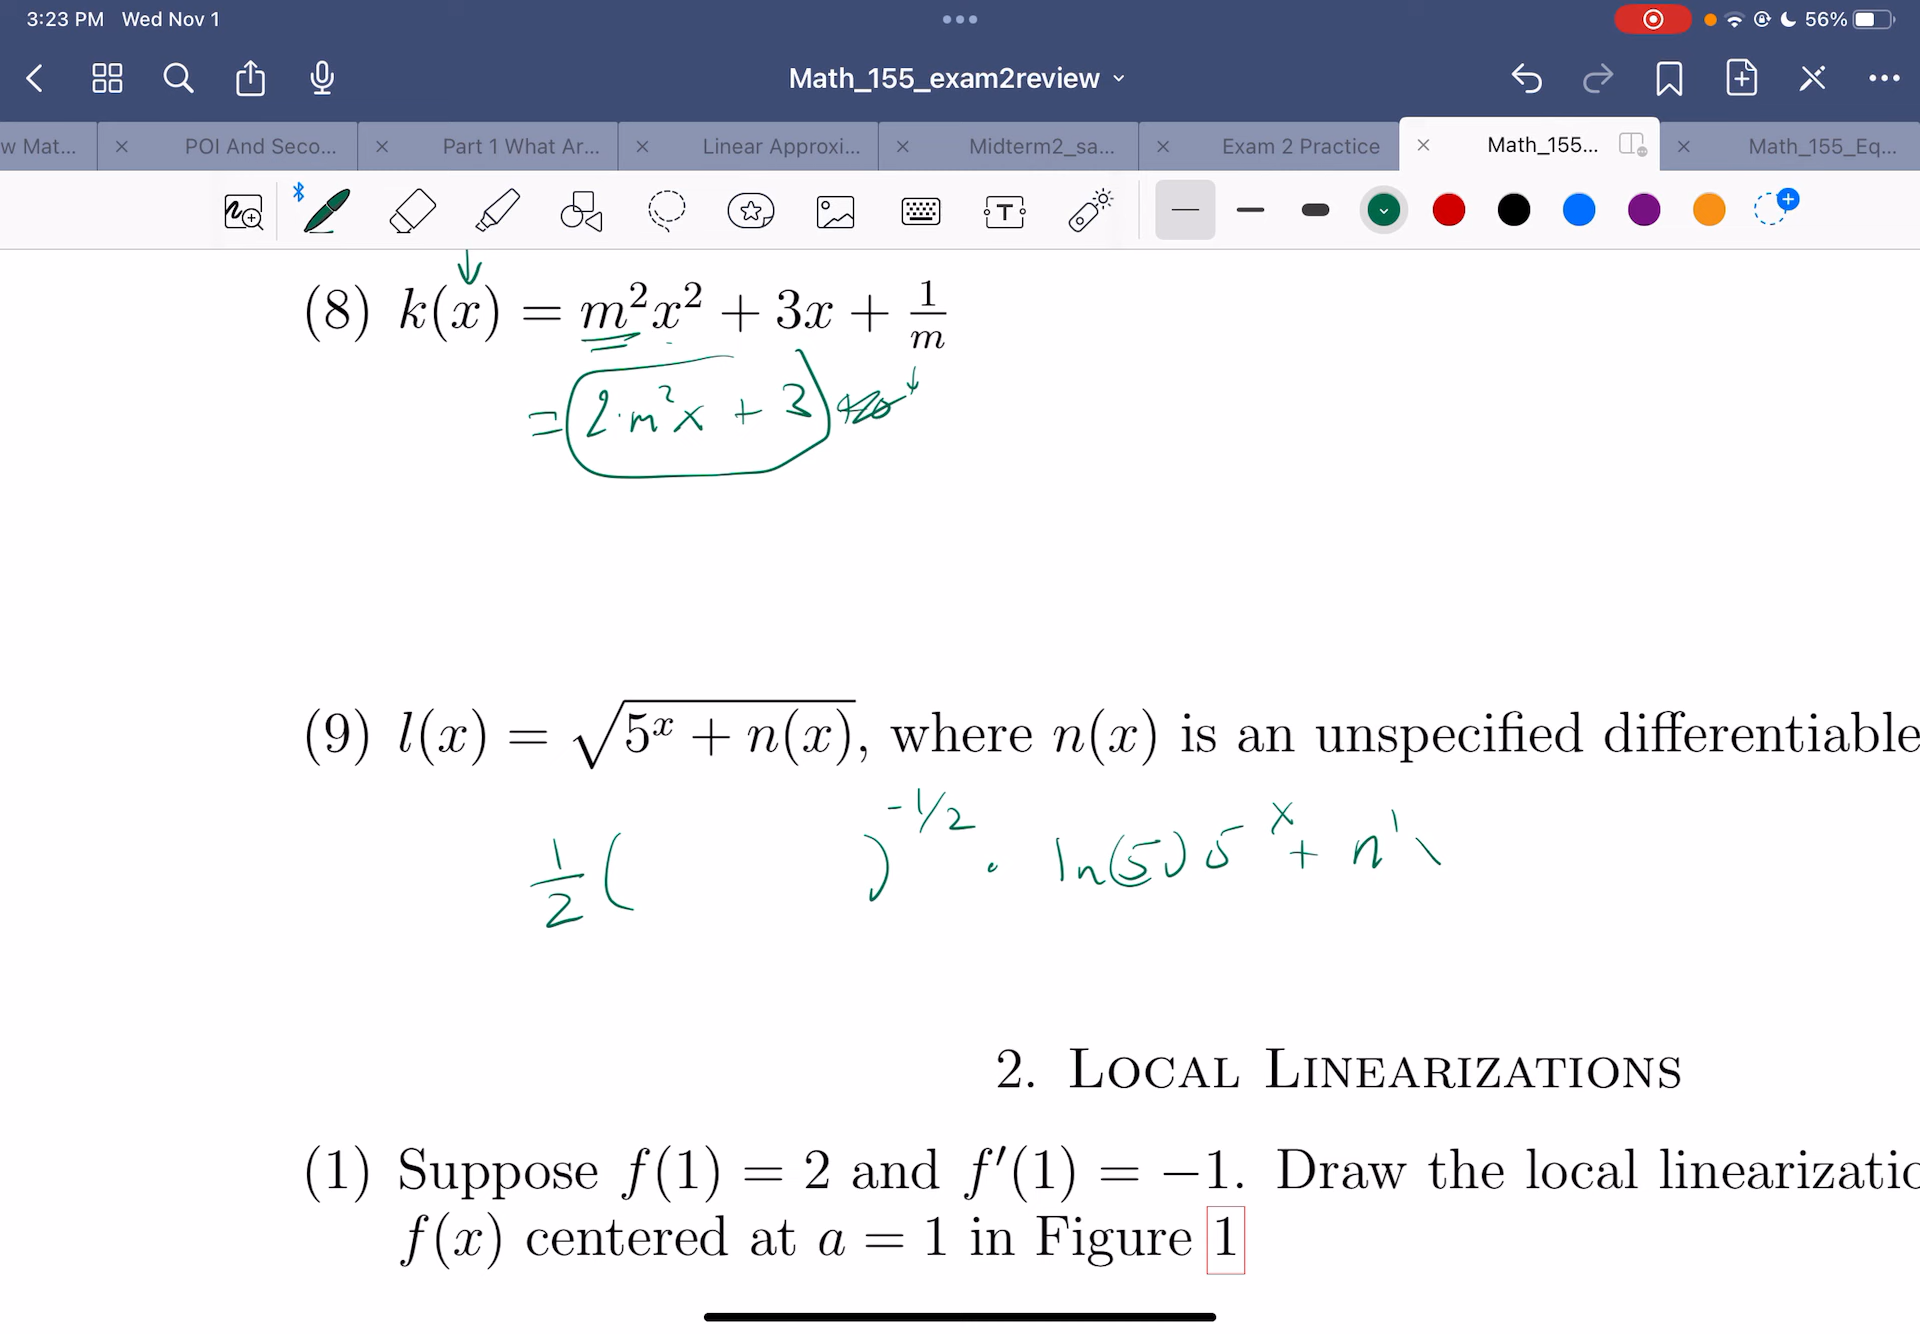 3:23 PM Wed Nov 1
56%
Math_155_exam2review
w Mat...
POI And Seco...
Part 1 What Ar...
Linear Approxi...
Midterm2_sa...
Exam 2 Practice
Math_155...
Math_155_Eq...
(8) k(x) = m²x² + 3x + 1/m
= 2·m²x + 3
(9) l(x) = √(5ˣ + n(x)), where n(x) is an unspecified differentiable
1/2 ( )^-1/2 · ln(5) 5ˣ + n'
2. LOCAL LINEARIZATIONS
(1) Suppose f(1) = 2 and f′(1) = −1. Draw the local linearizatio
f(x) centered at a = 1 in Figure 1